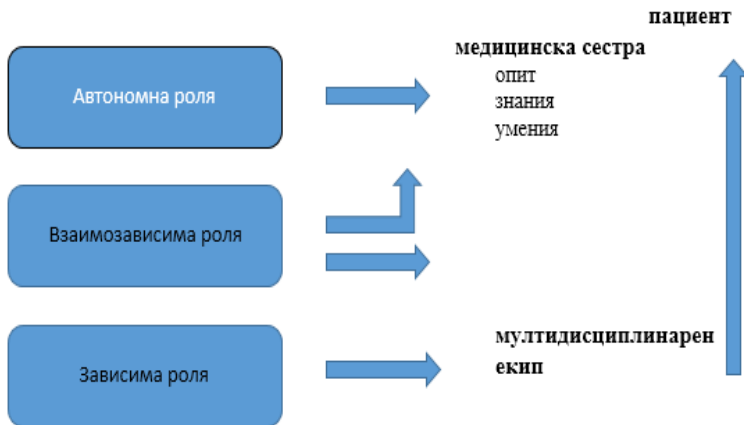 пациент
медицинска сестра
опит
знания
умения
Автономна роля
Взаимозависима роля
мултидисциплинарен
екип
Зависима роля